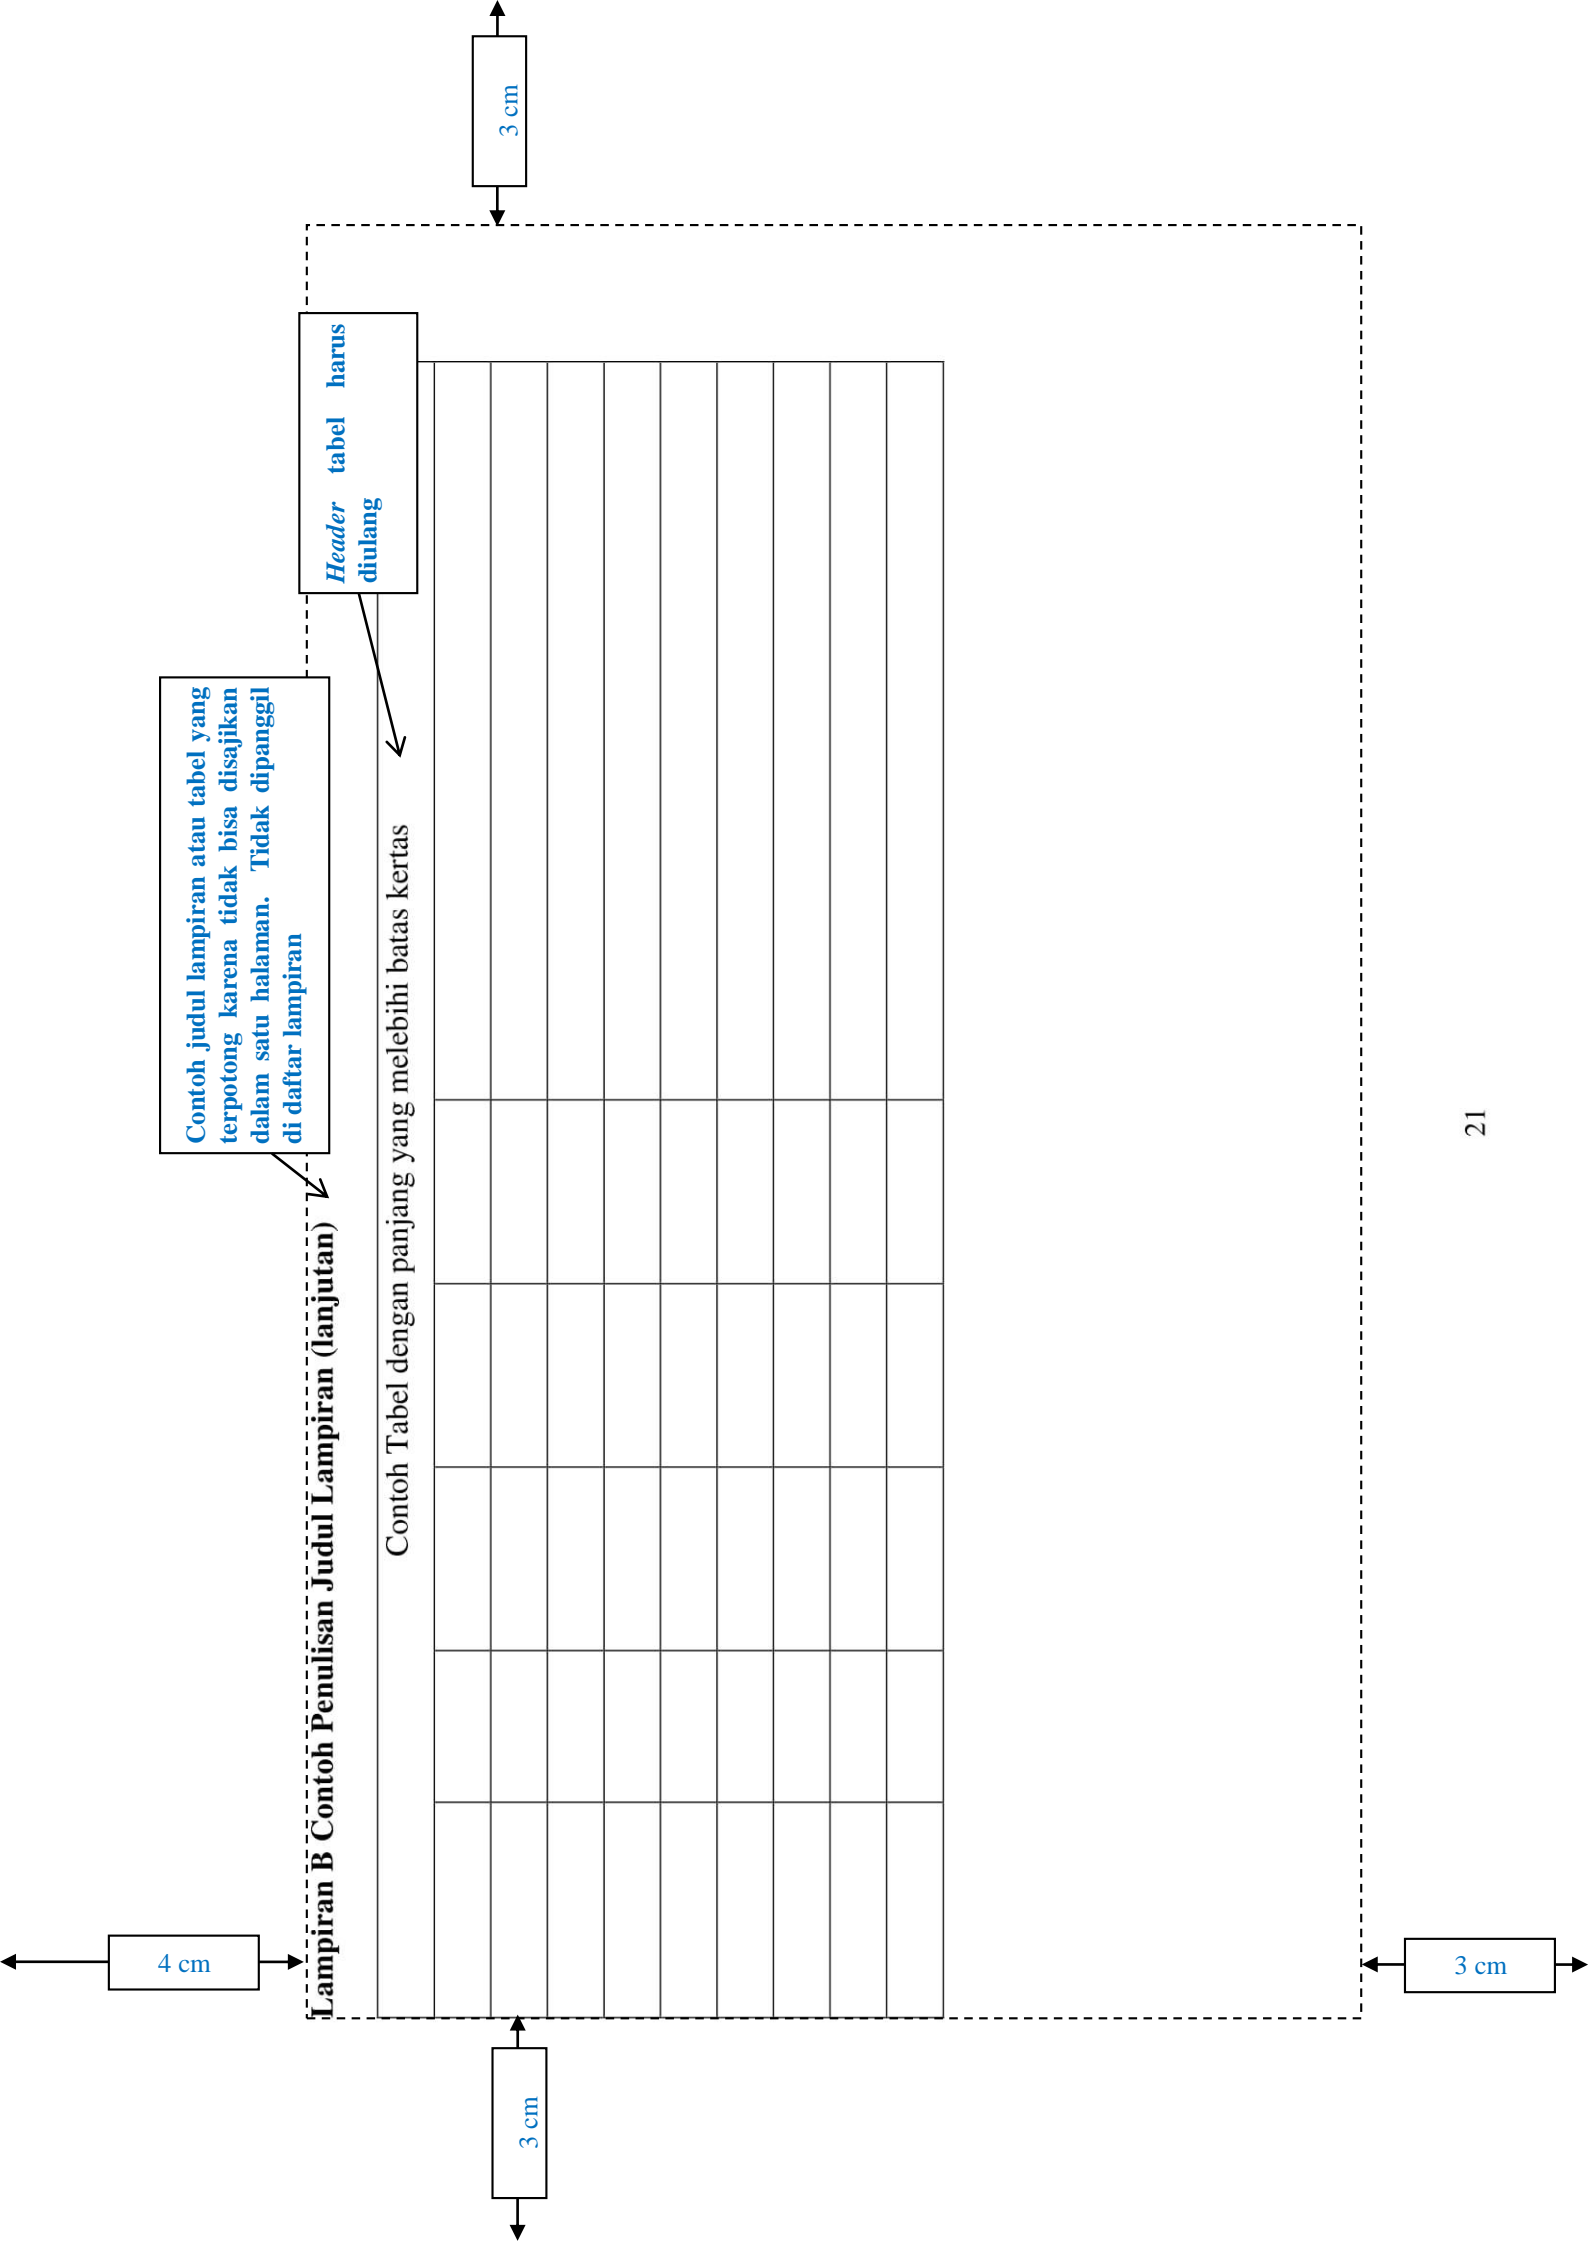 Contoh judul lampiran atau tabel yang
terpotong karena tidak bisa disajikan
dalam satu halaman. Tidak dipanggil
di daftar lampiran
Header tabel harus
diulang
Lampiran B Contoh Penulisan Judul Lampiran (lanjutan)
Contoh Tabel dengan panjang yang melebihi batas kertas
4 cm
3 cm
3 cm
3 cm
21